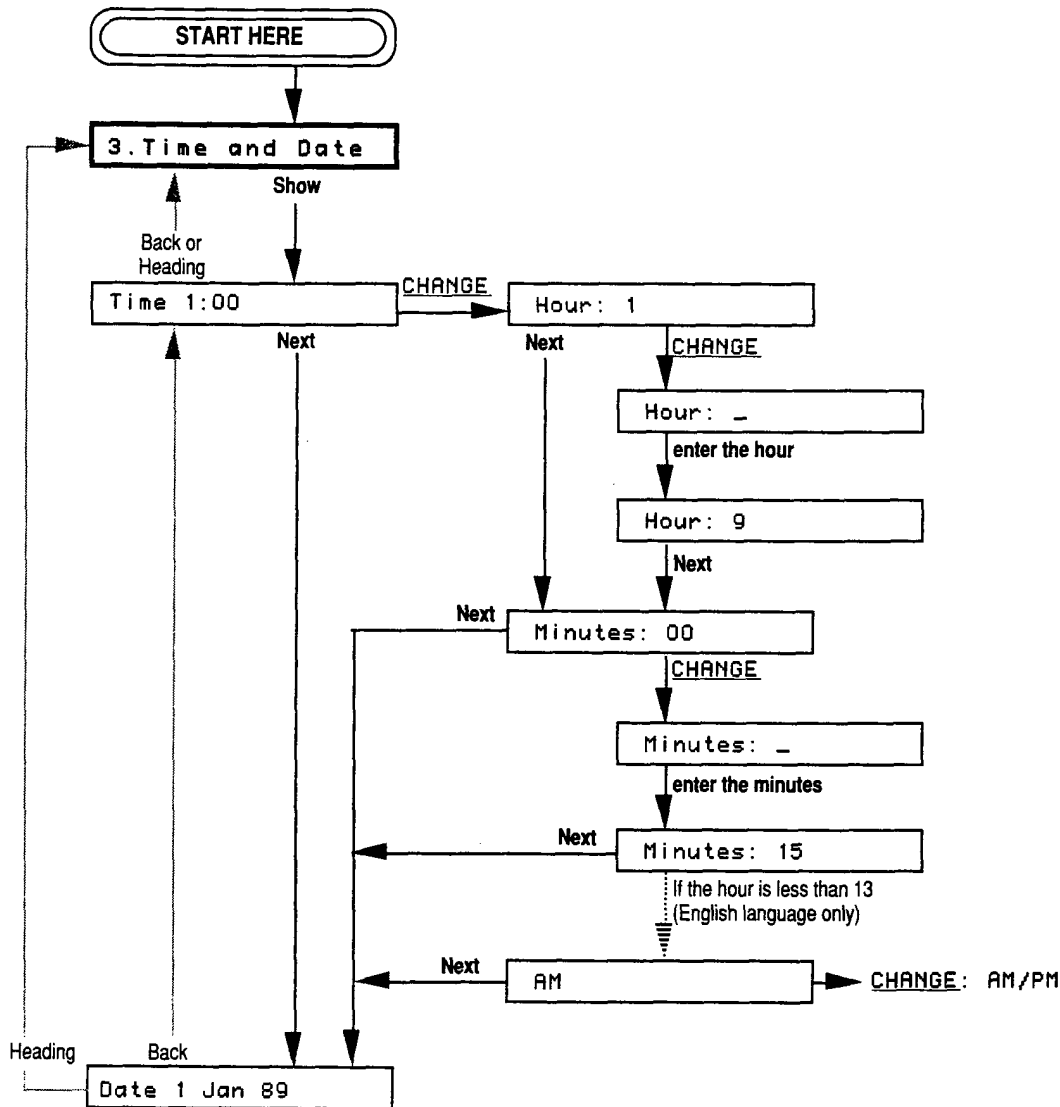 START HERE
3.Time and Date
Show
Back or
Heading
Time 1:00
CHANGE
Hour: 1
Next
Next
CHANGE
Hour: _
enter the hour
Hour: 9
Next
Next
Minutes: 00
CHANGE
Minutes: _
enter the minutes
Next
Minutes: 15
If the hour is less than 13
(English language only)
Next
AM
CHANGE: AM/PM
Heading
Back
Date 1 Jan 89